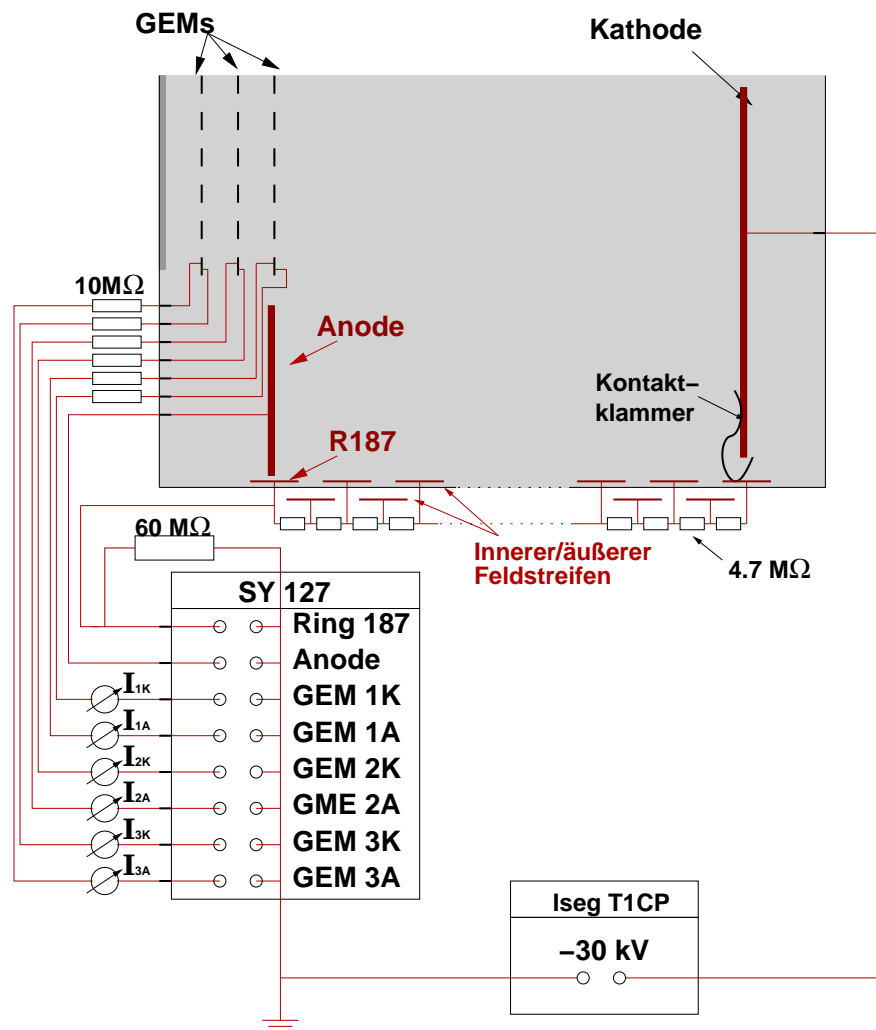 GEMs
Kathode
10MΩ
Anode
Kontakt–
klammer
R187
60 MΩ
Innerer/äußerer
Feldstreifen
4.7 MΩ
SY 127
Ring 187
Anode
I1K GEM 1K
I1A GEM 1A
I2K GEM 2K
I2A GME 2A
I3K GEM 3K
I3A GEM 3A
Iseg T1CP
–30 kV